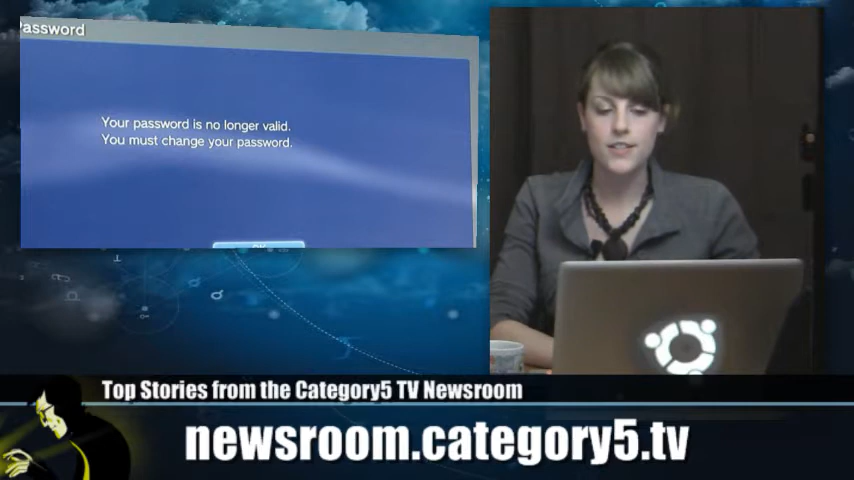 Password
Your password is no longer valid.
You must change your password.
OK
Top Stories from the Category5 TV Newsroom
newsroom.category5.tv